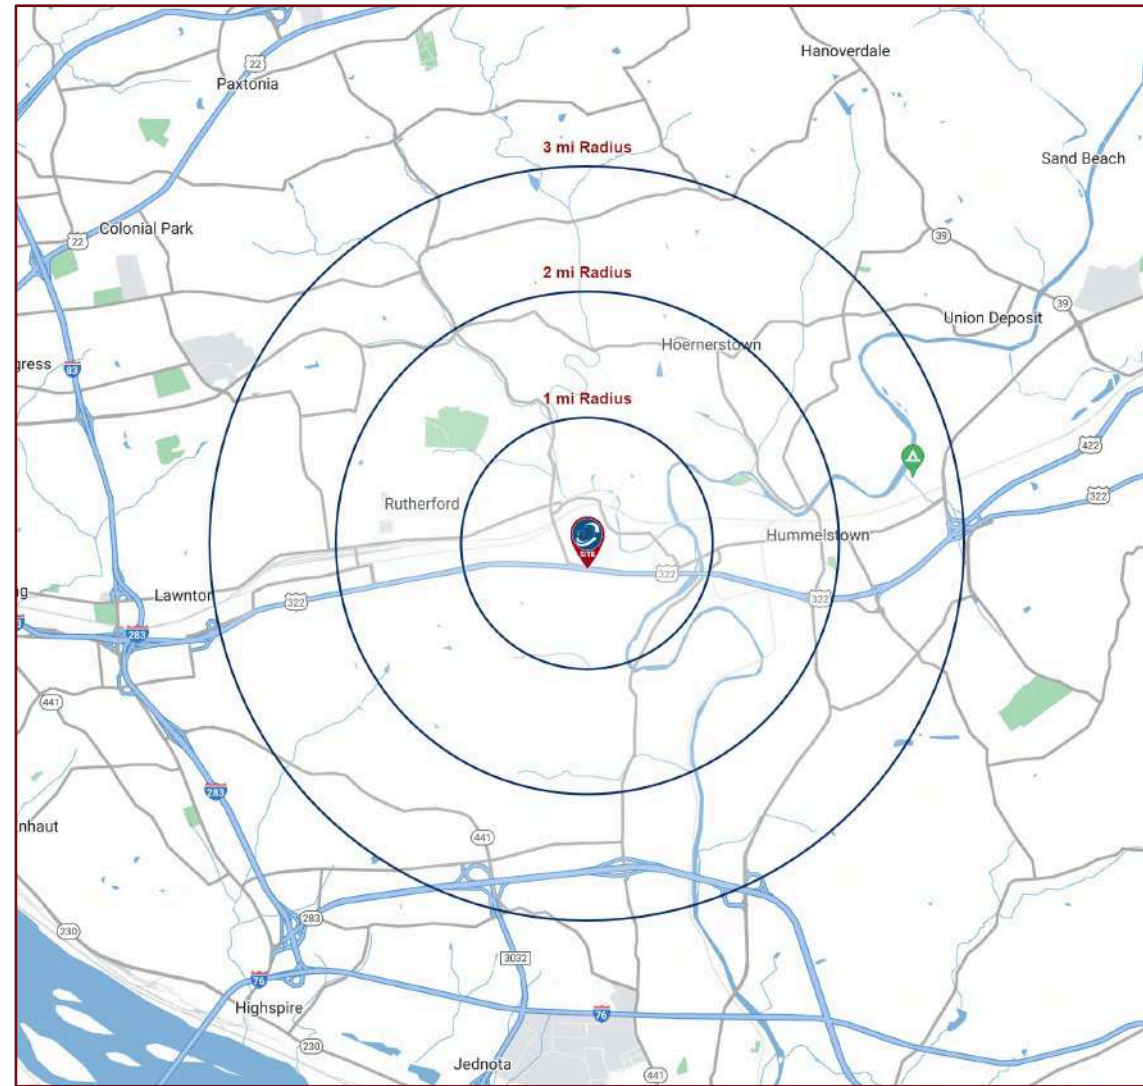 22
Hanoverdale
Paxtonia
3 mi Radius
Sand Beach
22
Colonial Park
39
2 mi Radius
39
Union Deposit
Hoernerstown
gress
83
1 mi Radius
422
322
Rutherford
Hummelstown
SITE
322
Lawnton
322
322
283
441
283
nhaut
441
283
230
3032
76
Highspire
76
230
Jednota
441